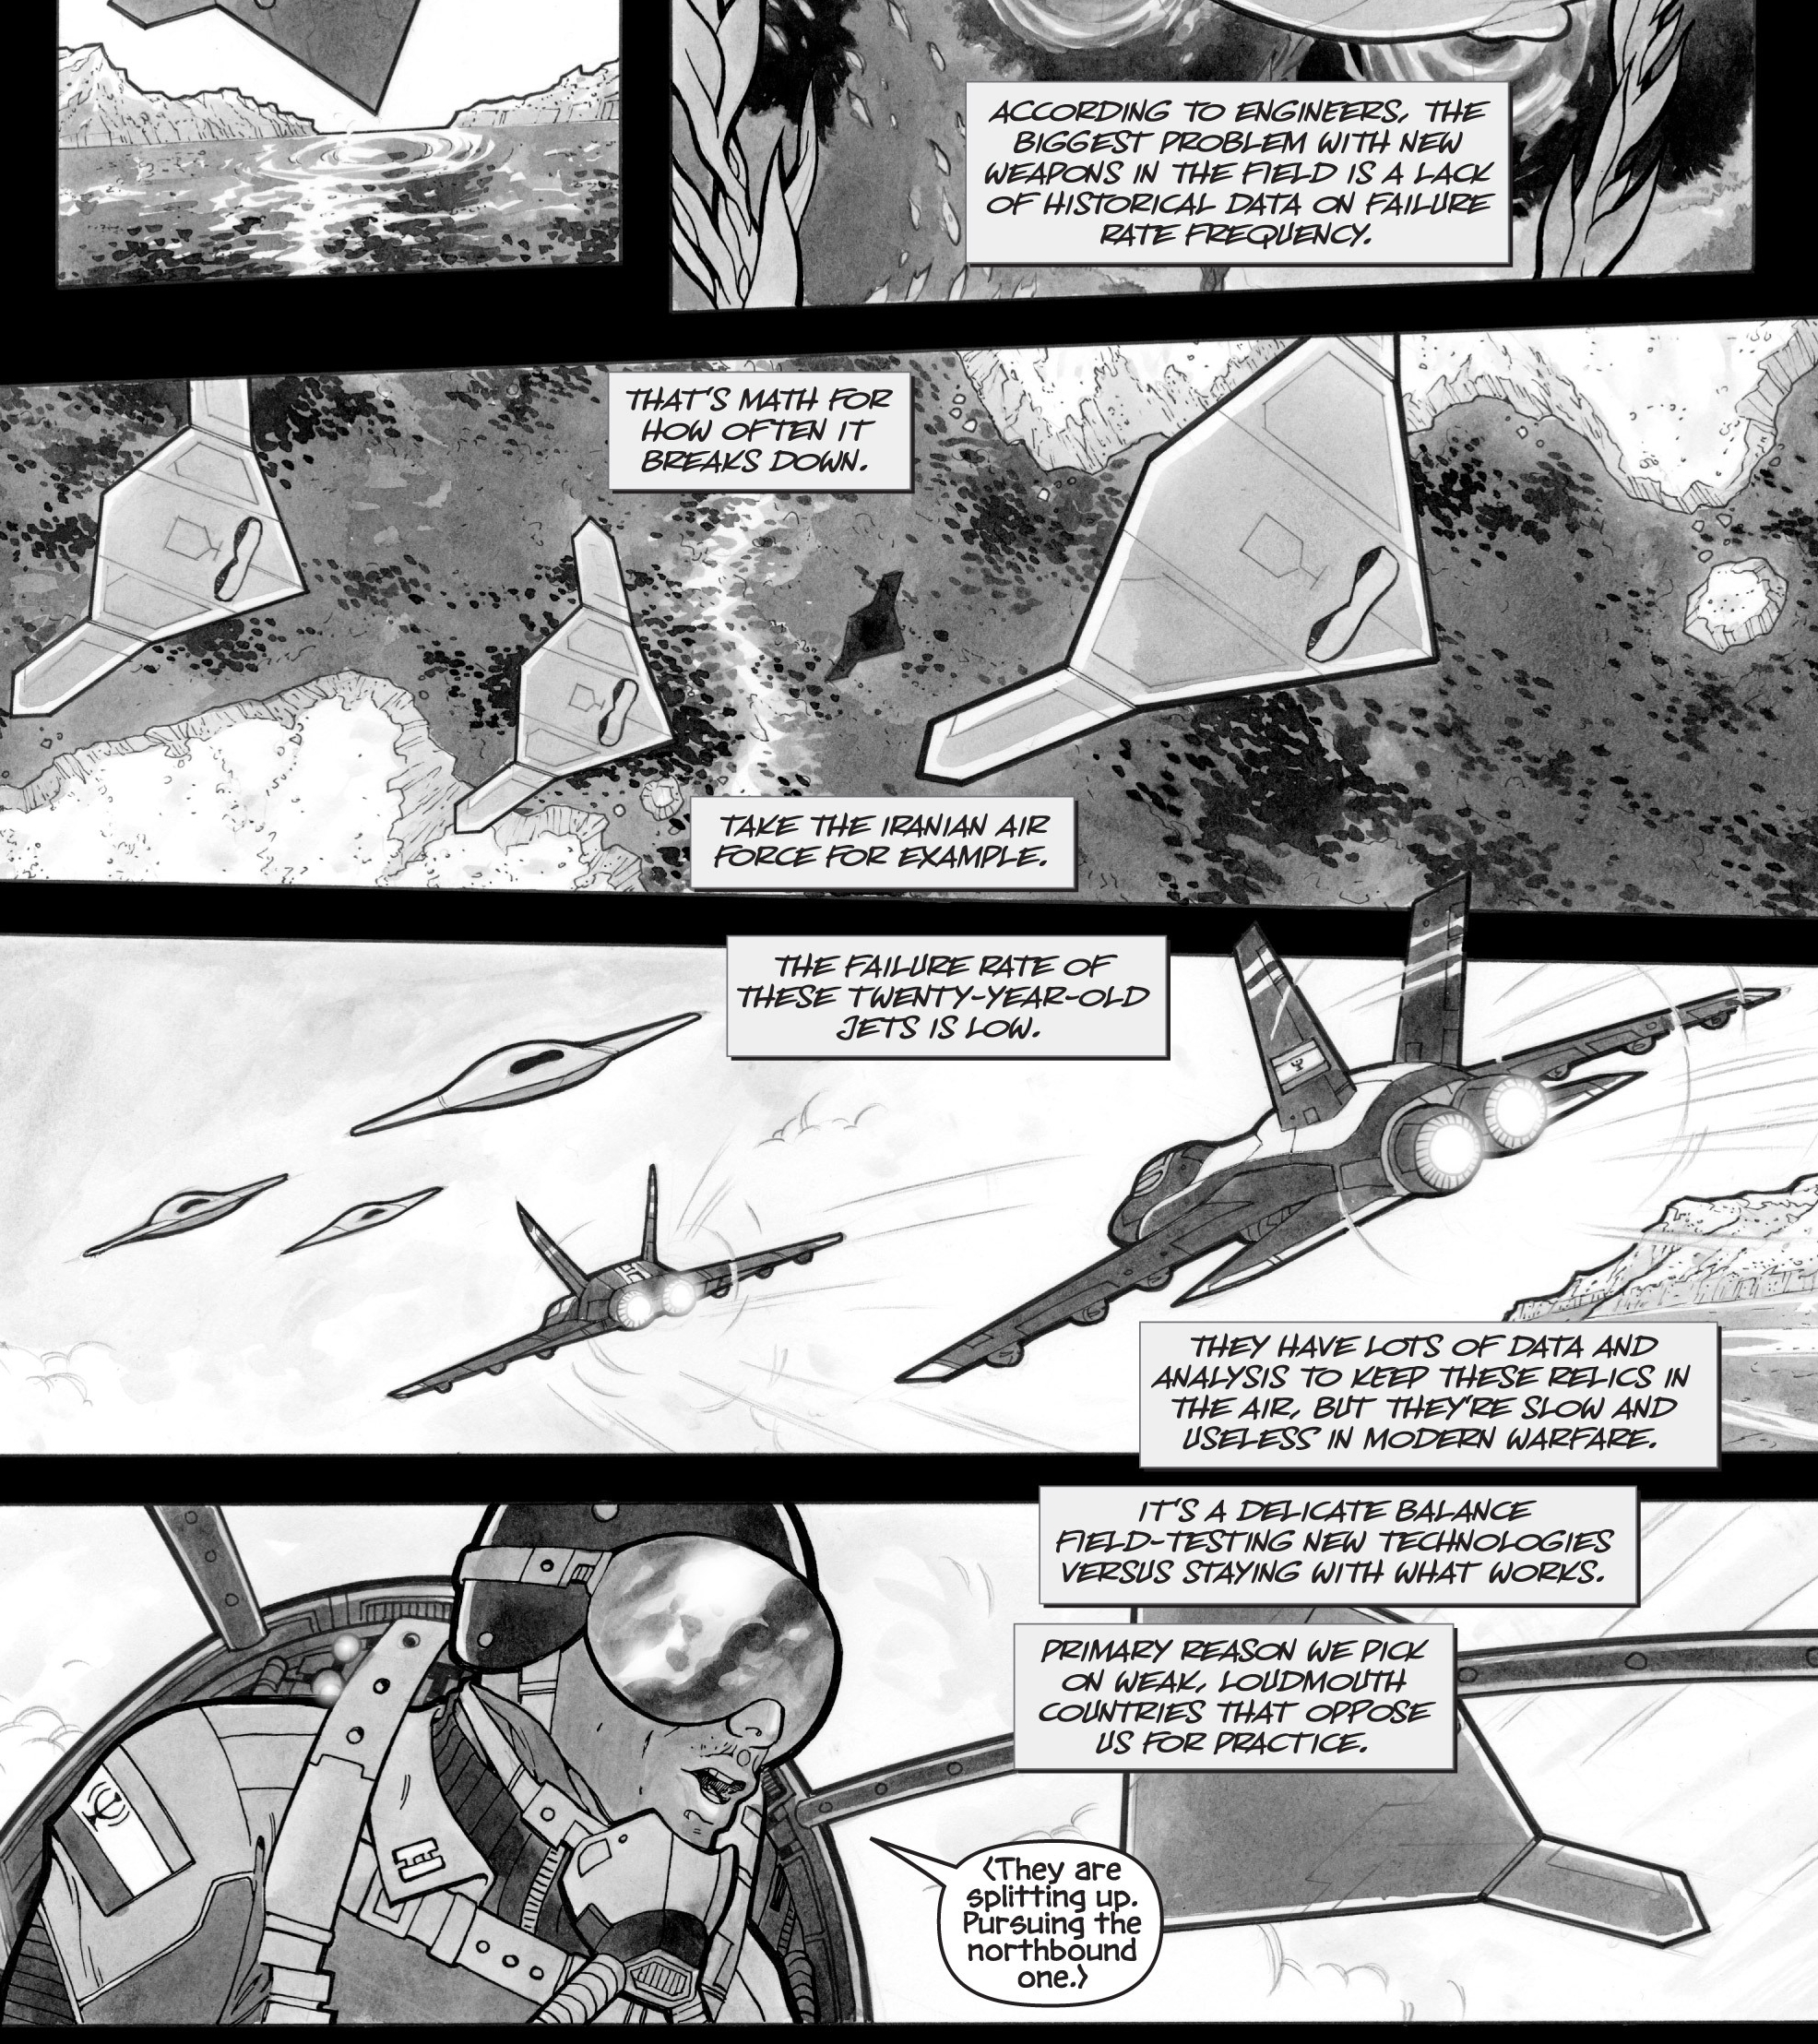 ACCORDING TO ENGINEERS, THE
BIGGEST PROBLEM WITH NEW
WEAPONS IN THE FIELD IS A LACK
OF HISTORICAL DATA ON FAILURE
RATE FREQUENCY.
THAT'S MATH FOR
HOW OFTEN IT
BREAKS DOWN.
TAKE THE IRANIAN AIR
FORCE FOR EXAMPLE.
THE FAILURE RATE OF
THESE TWENTY-YEAR-OLD
JETS IS LOW.
THEY HAVE LOTS OF DATA AND
ANALYSIS TO KEEP THESE RELICS IN
THE AIR, BUT THEY'RE SLOW AND
USELESS IN MODERN WARFARE.
IT'S A DELICATE BALANCE
FIELD-TESTING NEW TECHNOLOGIES
VERSUS STAYING WITH WHAT WORKS.
PRIMARY REASON WE PICK
ON WEAK, LOUDMOUTH
COUNTRIES THAT OPPOSE
US FOR PRACTICE.
<They are
splitting up.
Pursuing the
northbound
one.>